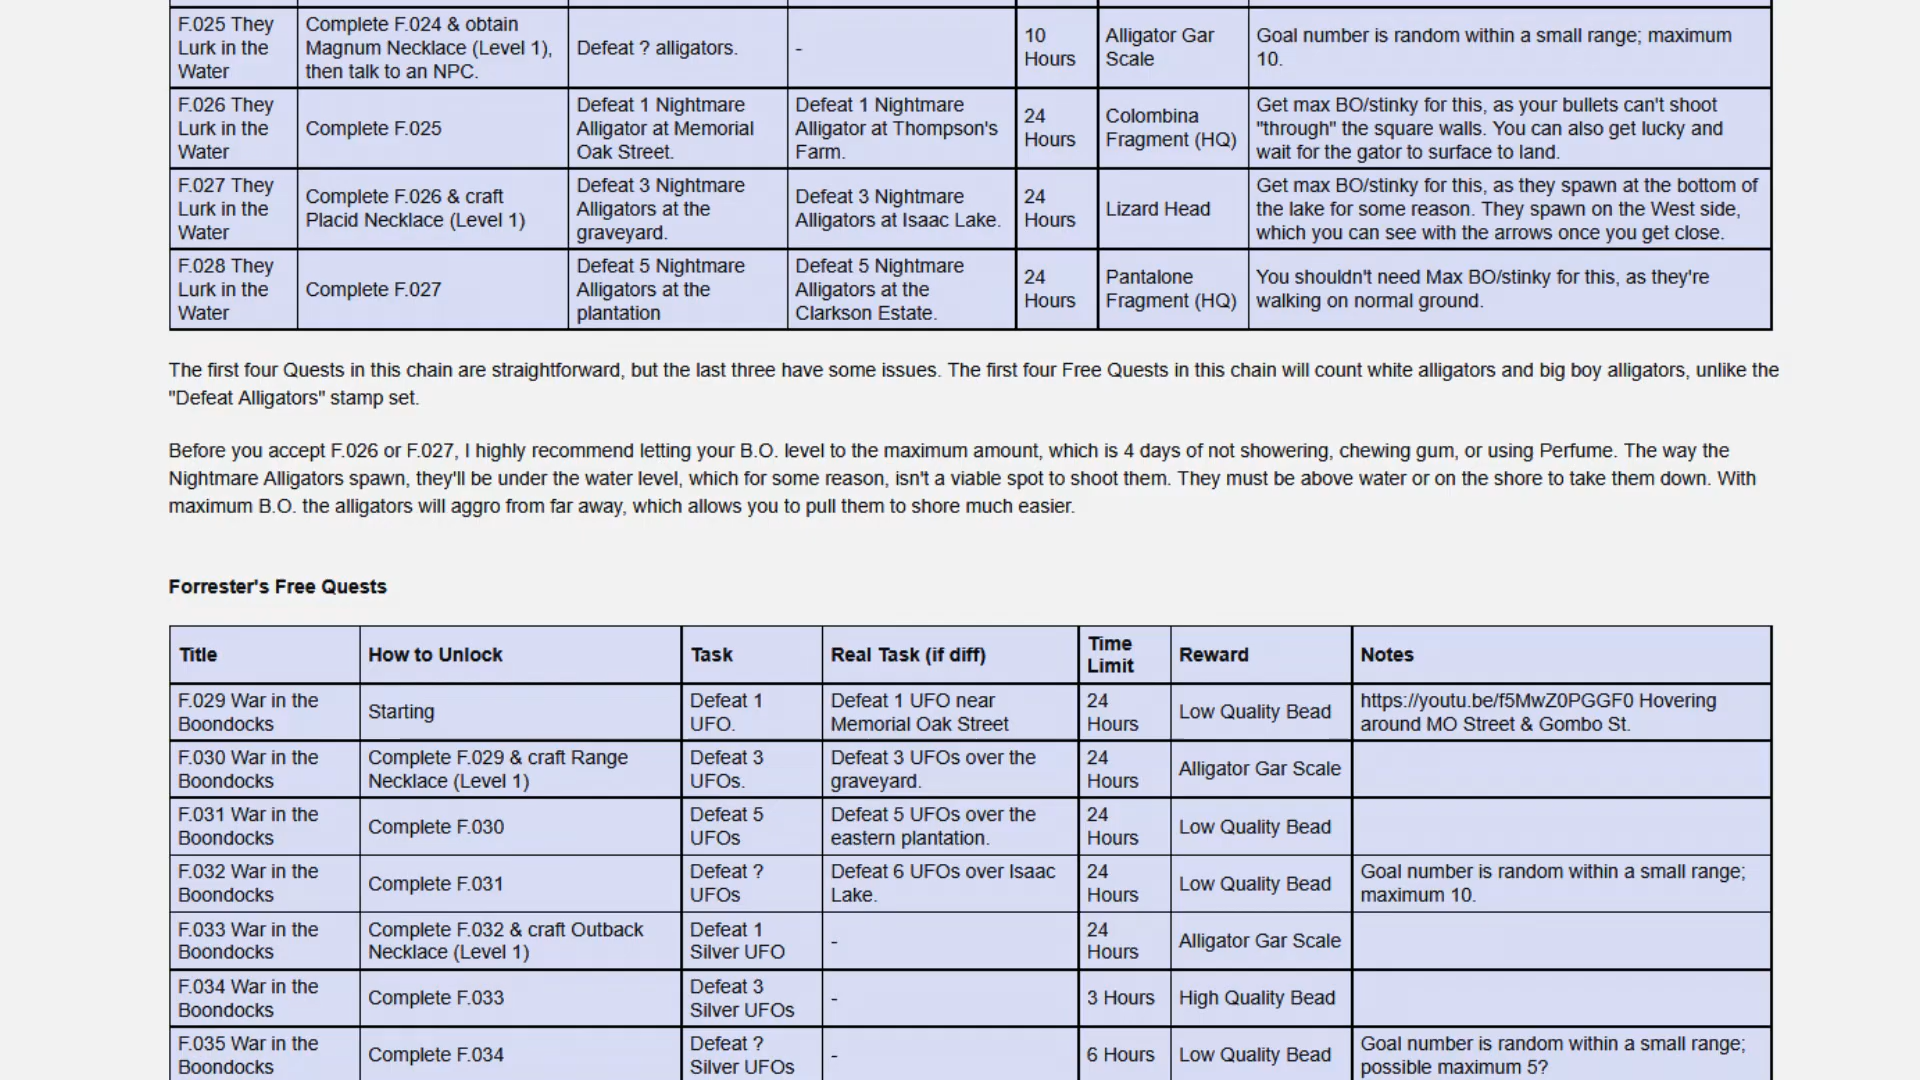 F.025 They Lurk in the Water
Complete F.024 & obtain Magnum Necklace (Level 1), then talk to an NPC.
Defeat ? alligators.
-
10 Hours
Alligator Gar Scale
Goal number is random within a small range; maximum 10.
F.026 They Lurk in the Water
Complete F.025
Defeat 1 Nightmare Alligator at Memorial Oak Street.
Defeat 1 Nightmare Alligator at Thompson's Farm.
24 Hours
Colombina Fragment (HQ)
Get max BO/stinky for this, as your bullets can't shoot "through" the square walls. You can also get lucky and wait for the gator to surface to land.
F.027 They Lurk in the Water
Complete F.026 & craft Placid Necklace (Level 1)
Defeat 3 Nightmare Alligators at the graveyard.
Defeat 3 Nightmare Alligators at Isaac Lake.
24 Hours
Lizard Head
Get max BO/stinky for this, as they spawn at the bottom of the lake for some reason. They spawn on the West side, which you can see with the arrows once you get close.
F.028 They Lurk in the Water
Complete F.027
Defeat 5 Nightmare Alligators at the plantation
Defeat 5 Nightmare Alligators at the Clarkson Estate.
24 Hours
Pantalone Fragment (HQ)
You shouldn't need Max BO/stinky for this, as they're walking on normal ground.
The first four Quests in this chain are straightforward, but the last three have some issues. The first four Free Quests in this chain will count white alligators and big boy alligators, unlike the
"Defeat Alligators" stamp set.
Before you accept F.026 or F.027, I highly recommend letting your B.O. level to the maximum amount, which is 4 days of not showering, chewing gum, or using Perfume. The way the
Nightmare Alligators spawn, they'll be under the water level, which for some reason, isn't a viable spot to shoot them. They must be above water or on the shore to take them down. With
maximum B.O. the alligators will aggro from far away, which allows you to pull them to shore much easier.
Forrester's Free Quests
Title
How to Unlock
Task
Real Task (if diff)
Time Limit
Reward
Notes
F.029 War in the Boondocks
Starting
Defeat 1 UFO.
Defeat 1 UFO near Memorial Oak Street
24 Hours
Low Quality Bead
https://youtu.be/f5MwZ0PGGF0 Hovering around MO Street & Gombo St.
F.030 War in the Boondocks
Complete F.029 & craft Range Necklace (Level 1)
Defeat 3 UFOs.
Defeat 3 UFOs over the graveyard.
24 Hours
Alligator Gar Scale
F.031 War in the Boondocks
Complete F.030
Defeat 5 UFOs
Defeat 5 UFOs over the eastern plantation.
24 Hours
Low Quality Bead
F.032 War in the Boondocks
Complete F.031
Defeat ? UFOs
Defeat 6 UFOs over Isaac Lake.
24 Hours
Low Quality Bead
Goal number is random within a small range; maximum 10.
F.033 War in the Boondocks
Complete F.032 & craft Outback Necklace (Level 1)
Defeat 1 Silver UFO
-
24 Hours
Alligator Gar Scale
F.034 War in the Boondocks
Complete F.033
Defeat 3 Silver UFOs
-
3 Hours
High Quality Bead
F.035 War in the Boondocks
Complete F.034
Defeat ? Silver UFOs
-
6 Hours
Low Quality Bead
Goal number is random within a small range; possible maximum 5?